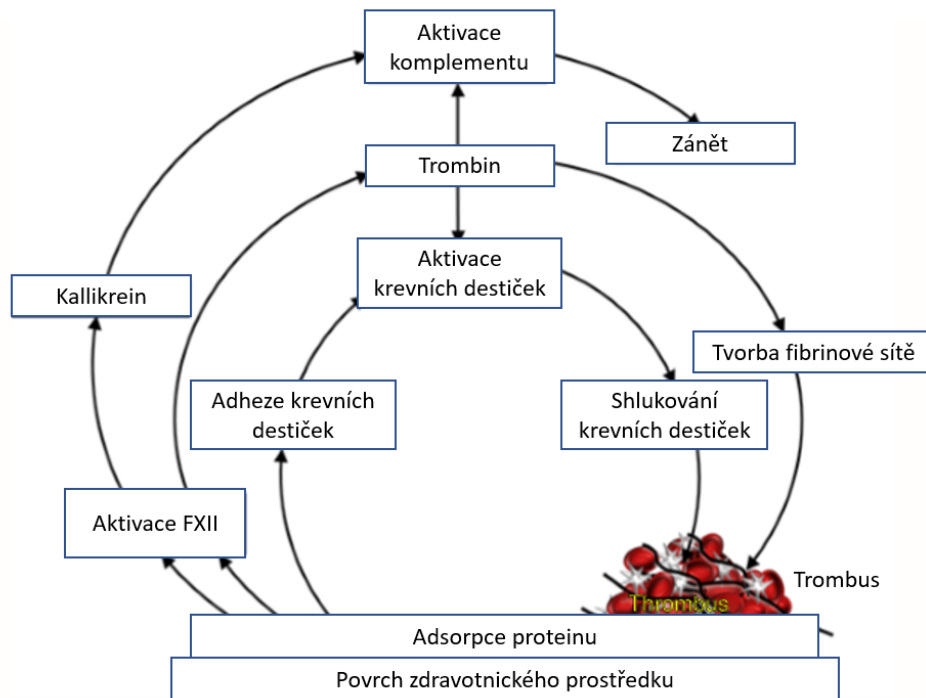 Aktivace
komplementu
Zánět
Trombin
Aktivace
krevních destiček
Kallikrein
Tvorba fibrinové sítě
Adheze krevních
destiček
Shlukování
krevních destiček
Aktivace FXII
Trombus
Thrombus
Adsorpce proteinu
Povrch zdravotnického prostředku